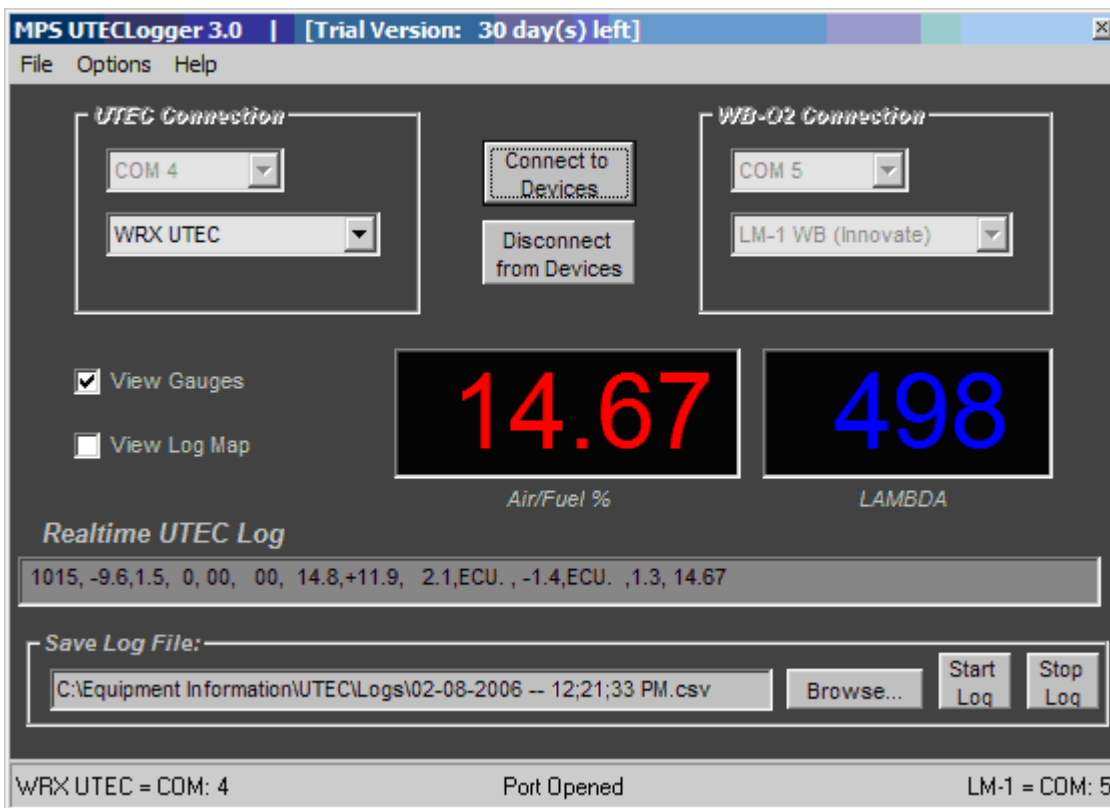 MPS UTECLogger 3.0 | [Trial Version: 30 day(s) left]
File Options Help
UTEC Connection
COM 4
WRX UTEC
Connect to
Devices
Disconnect
from Devices
WB-O2 Connection
COM 5
LM-1 WB (Innovate)
View Gauges
View Log Map
14.67
Air/Fuel %
498
LAMBDA
Realtime UTEC Log
1015, -9.6,1.5, 0, 00, 00, 14.8,+11.9, 2.1,ECU. , -1.4,ECU. ,1.3, 14.67
Save Log File:
C:\Equipment Information\UTEC\Logs\02-08-2006 -- 12;21;33 PM.csv
Browse...
Start
Log
Stop
Log
WRX UTEC = COM: 4
Port Opened
LM-1 = COM: 5